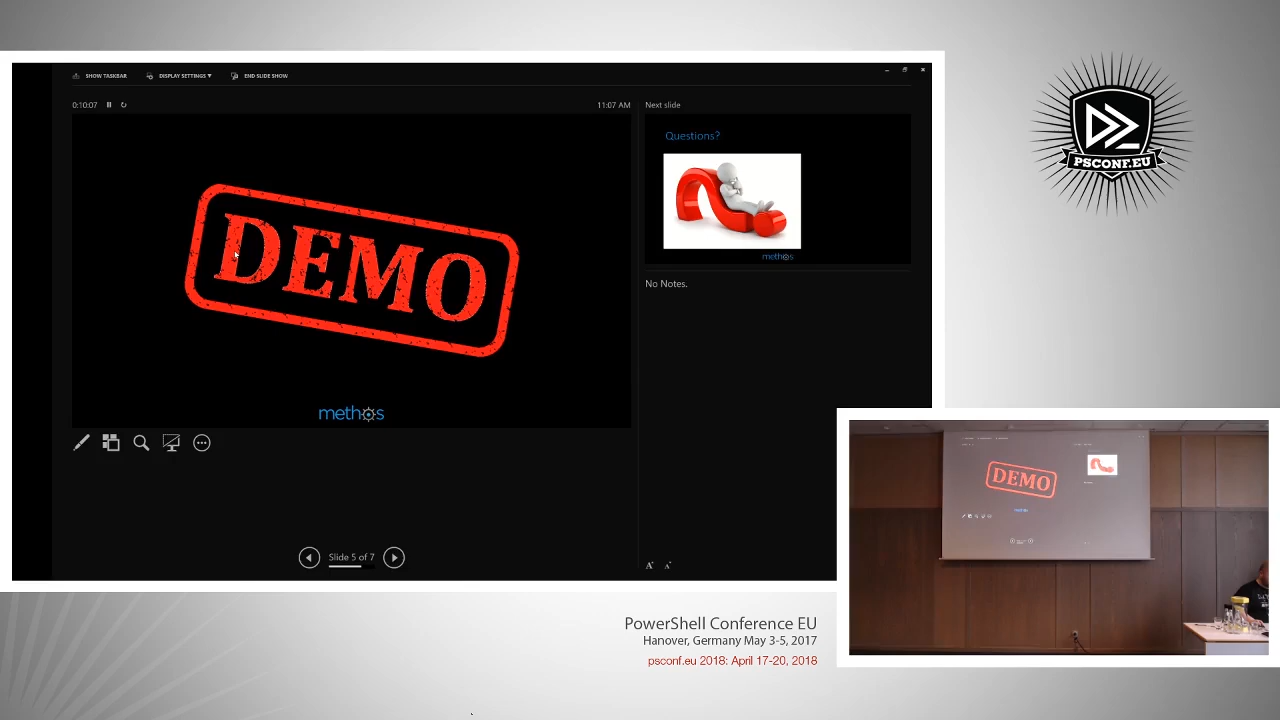 SHOW TASKBAR
DISPLAY SETTINGS ▼
END SLIDE SHOW
0:10:07
11:07 AM
DEMO
methos
Slide 5 of 7
Next slide
Questions?
methos
No Notes.
A
A
PSCONF.EU
DEMO
PowerShell Conference EU
Hanover, Germany May 3-5, 2017
psconf.eu 2018: April 17-20, 2018